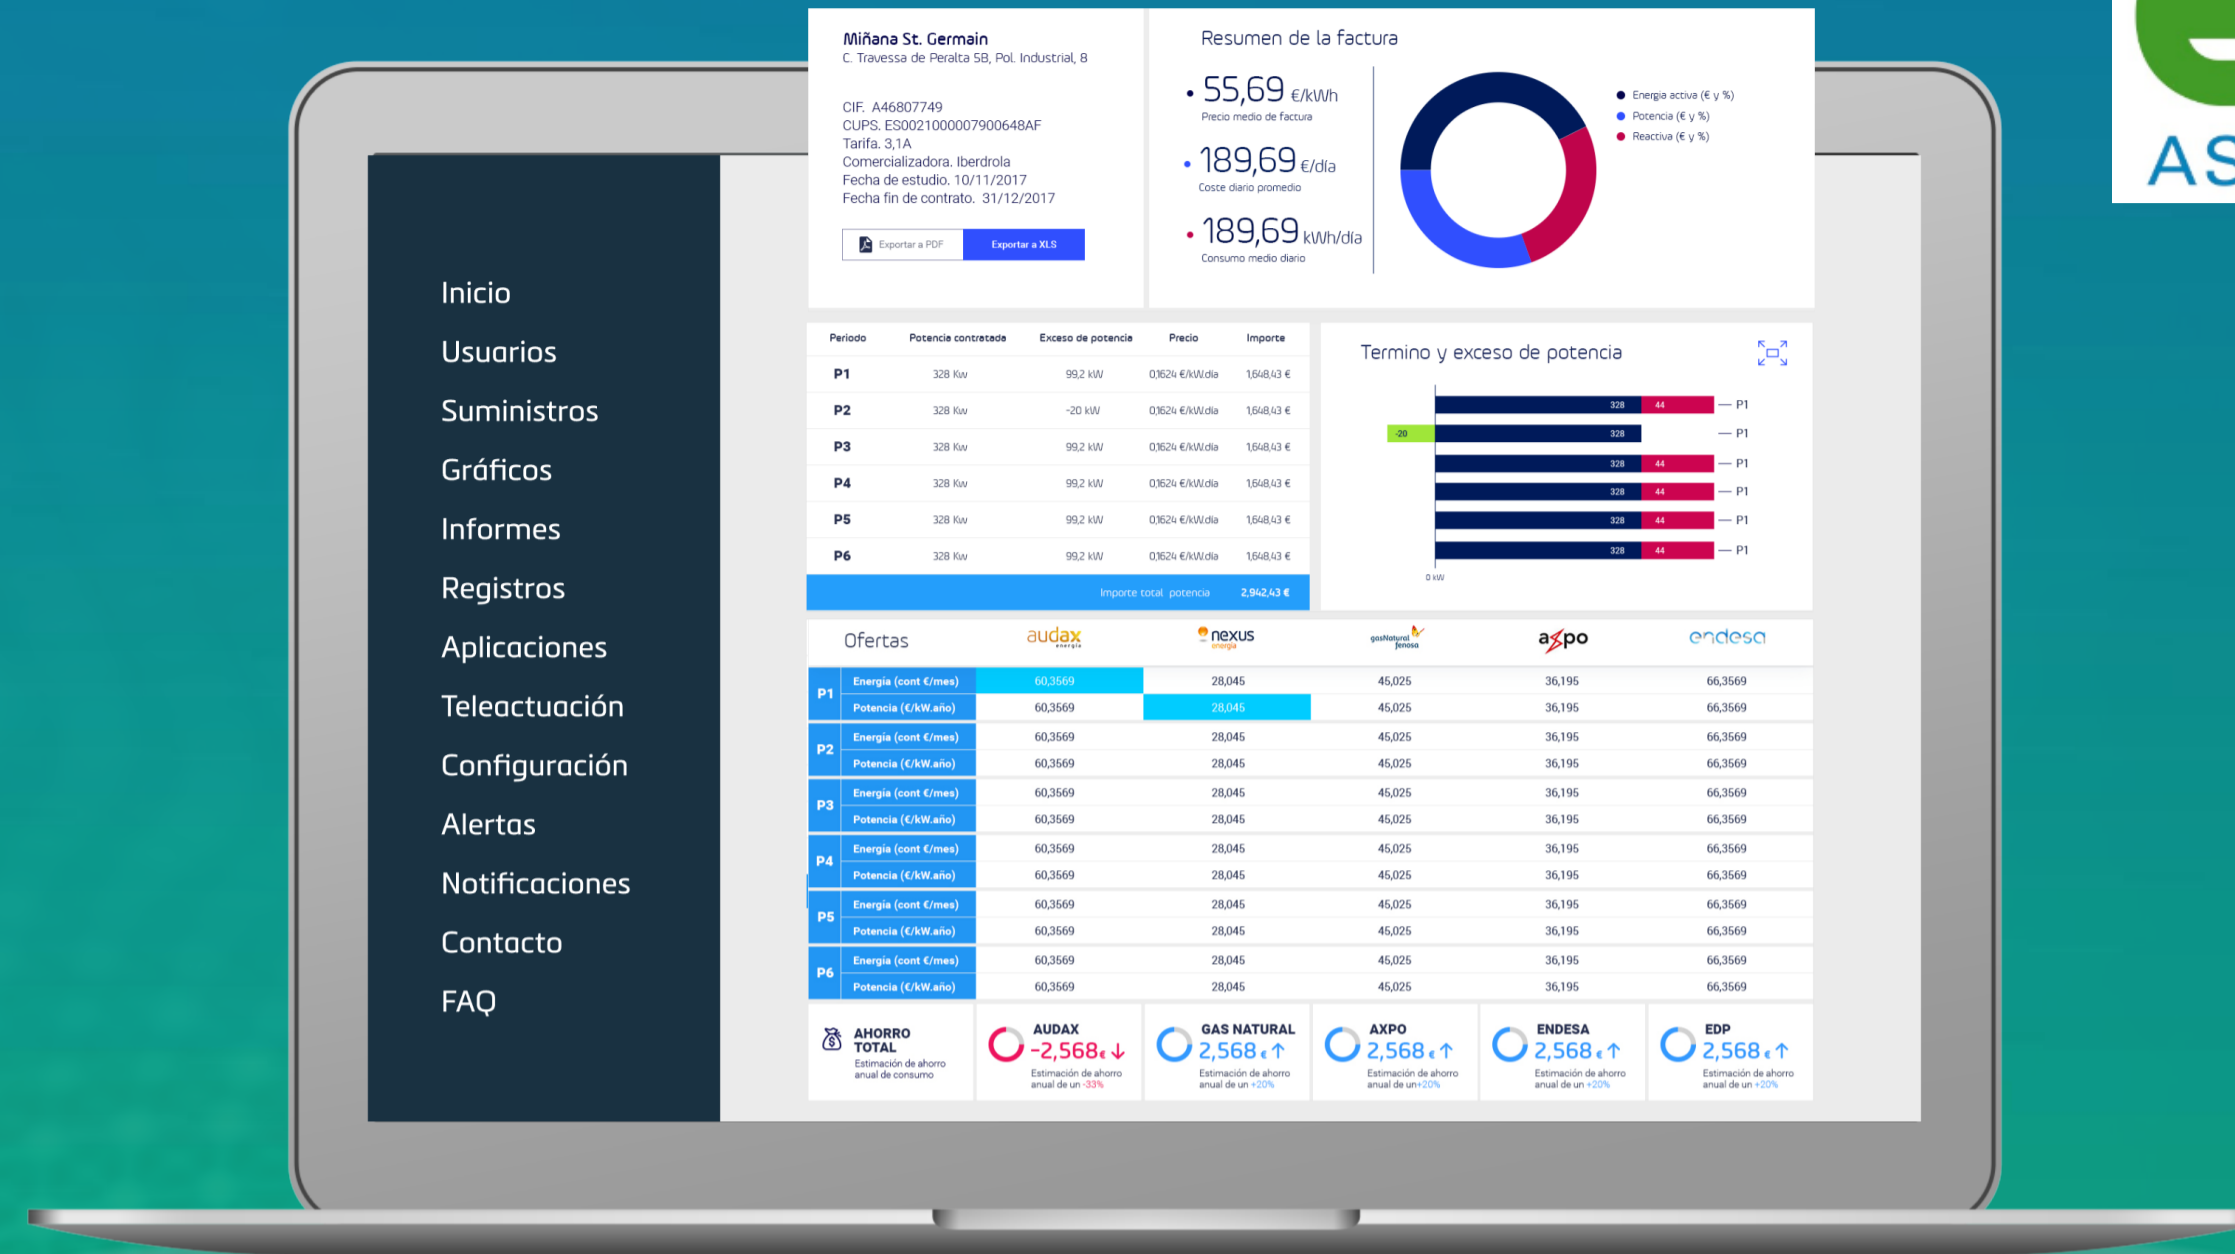 Miñana St. Germain
C. Travessa de Peralta 5B, Pol. Industrial, 8
CIF. A46807749
CUPS. ES0021000007900648AF
Tarifa. 3,1A
Comercializadora. Iberdrola
Fecha de estudio. 10/11/2017
Fecha fin de contrato. 31/12/2017
Exportar a PDF
Exportar a XLS
Resumen de la factura
55,69 €/kWh
Precio medio de factura
189,69 €/día
Coste diario promedio
189,69 kWh/día
Consumo medio diario
Energia activa (€ y %)
Potencia (€ y %)
Reactiva (€ y %)
AS
Inicio
Usuarios
Suministros
Gráficos
Informes
Registros
Aplicaciones
Teleactuación
Configuración
Alertas
Notificaciones
Contacto
FAQ
Periodo Potencia contratada Exceso de potencia Precio Importe
P1 328 Kw 99,2 kW 0,1624 €/kW.día 1,648,43 €
P2 328 Kw -20 kW 0,1624 €/kW.día 1,648,43 €
P3 328 Kw 99,2 kW 0,1624 €/kW.día 1,648,43 €
P4 328 Kw 99,2 kW 0,1624 €/kW.día 1,648,43 €
P5 328 Kw 99,2 kW 0,1624 €/kW.día 1,648,43 €
P6 328 Kw 99,2 kW 0,1624 €/kW.día 1,648,43 €
Importe total potencia 2,942,43 €
Termino y exceso de potencia
328 44 — P1
-20 328 — P1
328 44 — P1
328 44 — P1
328 44 — P1
328 44 — P1
0 kW
Ofertas audax energía nexus energía gasNatural fenosa axpo endesa
P1
Energía (cont €/mes) 60,3569 28,045 45,025 36,195 66,3569
Potencia (€/kW.año) 60,3569 28,045 45,025 36,195 66,3569
P2
Energía (cont €/mes) 60,3569 28,045 45,025 36,195 66,3569
Potencia (€/kW.año) 60,3569 28,045 45,025 36,195 66,3569
P3
Energía (cont €/mes) 60,3569 28,045 45,025 36,195 66,3569
Potencia (€/kW.año) 60,3569 28,045 45,025 36,195 66,3569
P4
Energía (cont €/mes) 60,3569 28,045 45,025 36,195 66,3569
Potencia (€/kW.año) 60,3569 28,045 45,025 36,195 66,3569
P5
Energía (cont €/mes) 60,3569 28,045 45,025 36,195 66,3569
Potencia (€/kW.año) 60,3569 28,045 45,025 36,195 66,3569
P6
Energía (cont €/mes) 60,3569 28,045 45,025 36,195 66,3569
Potencia (€/kW.año) 60,3569 28,045 45,025 36,195 66,3569
AHORRO
TOTAL
Estimación de ahorro
anual de consumo
AUDAX
-2,568 € ↓
Estimación de ahorro
anual de un -33%
GAS NATURAL
2,568 € ↑
Estimación de ahorro
anual de un +20%
AXPO
2,568 € ↑
Estimación de ahorro
anual de un+20%
ENDESA
2,568 € ↑
Estimación de ahorro
anual de un +20%
EDP
2,568 € ↑
Estimación de ahorro
anual de un +20%